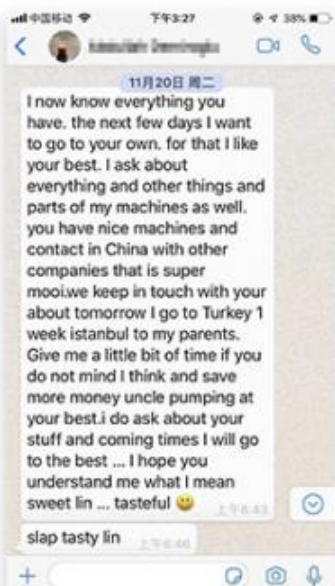 中国移动 下午3:27 38%
11月20日 周二
I now know everything you
have. the next few days I want
to go to your own. for that I like
your best. I ask about
everything and other things and
parts of my machines as well.
you have nice machines and
contact in China with other
companies that is super
mooi.we keep in touch with your
about tomorrow I go to Turkey 1
week istanbul to my parents.
Give me a little bit of time if you
do not mind I think and save
more money uncle pumping at
your best.i do ask about your
stuff and coming times I will go
to the best ... I hope you
understand me what I mean
sweet lin ... tasteful 😀
上午6:43
slap tasty lin
上午6:46